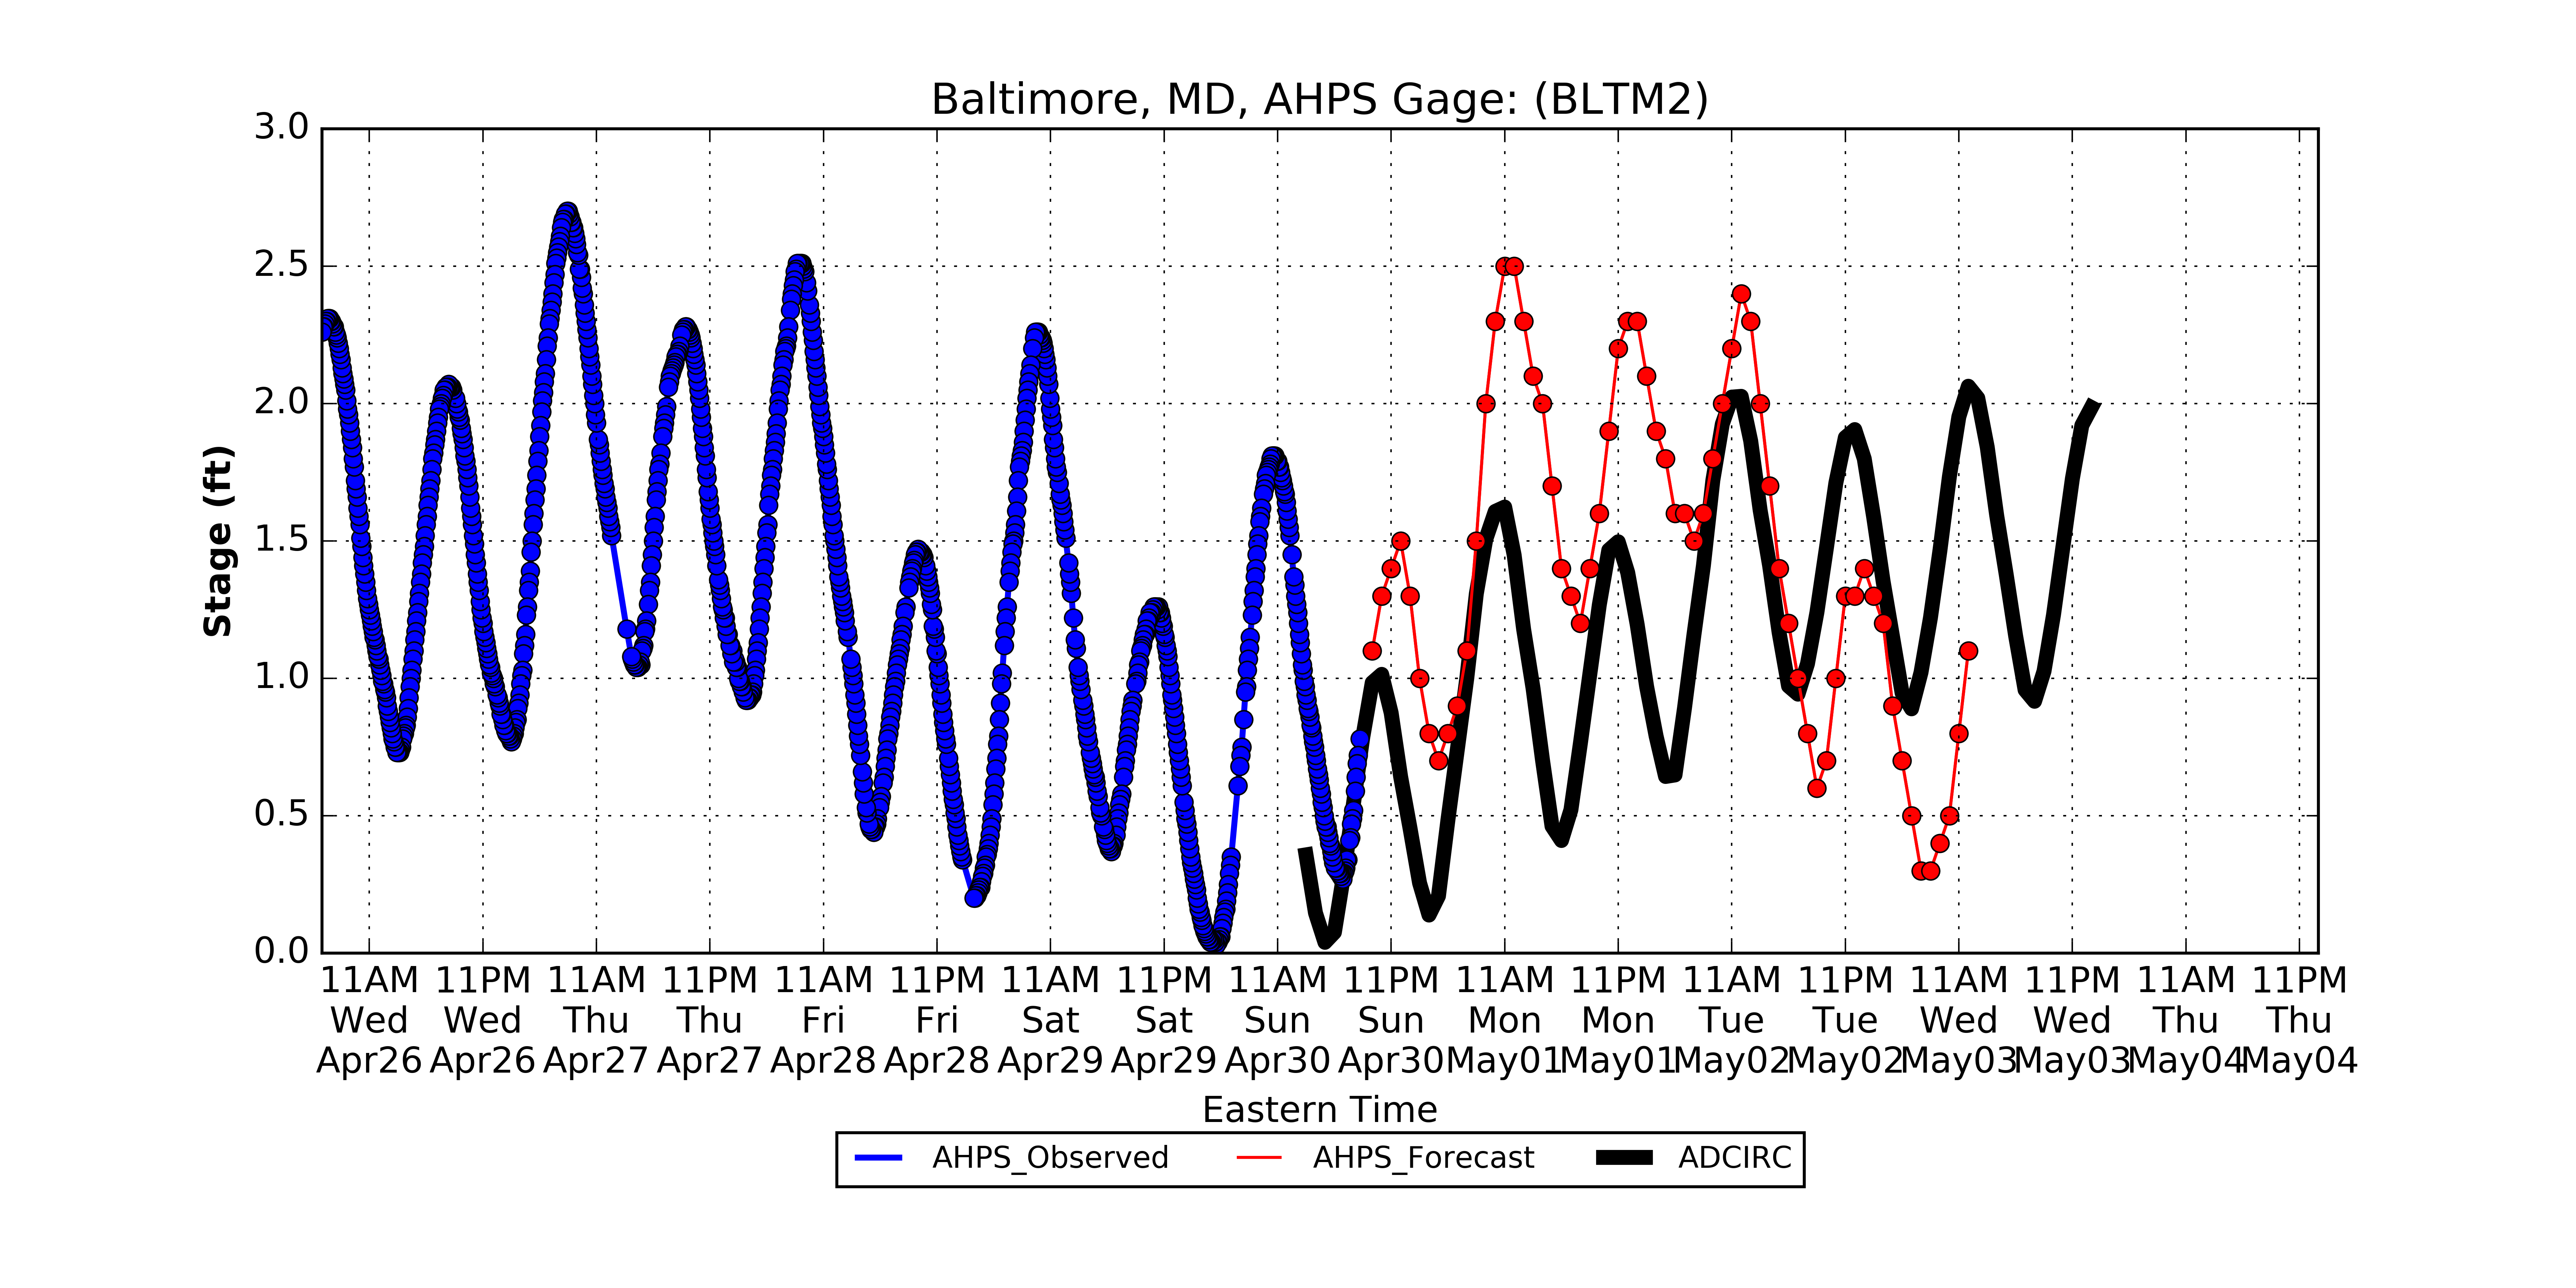 Baltimore, MD, AHPS Gage: (BLTM2)
3.0
2.5
2.0
1.5
1.0
0.5
0.0
Stage (ft)
11AM 11PM 11AM 11PM 11AM 11PM 11AM 11PM 11AM 11PM 11AM 11PM 11AM 11PM 11AM 11PM 11AM 11PM
Wed Wed Thu Thu Fri Fri Sat Sat Sun Sun Mon Mon Tue Tue Wed Wed Thu Thu
Apr26 Apr26 Apr27 Apr27 Apr28 Apr28 Apr29 Apr29 Apr30 Apr30 May01 May01 May02 May02 May03 May03 May04 May04
Eastern Time
AHPS_Observed AHPS_Forecast ADCIRC